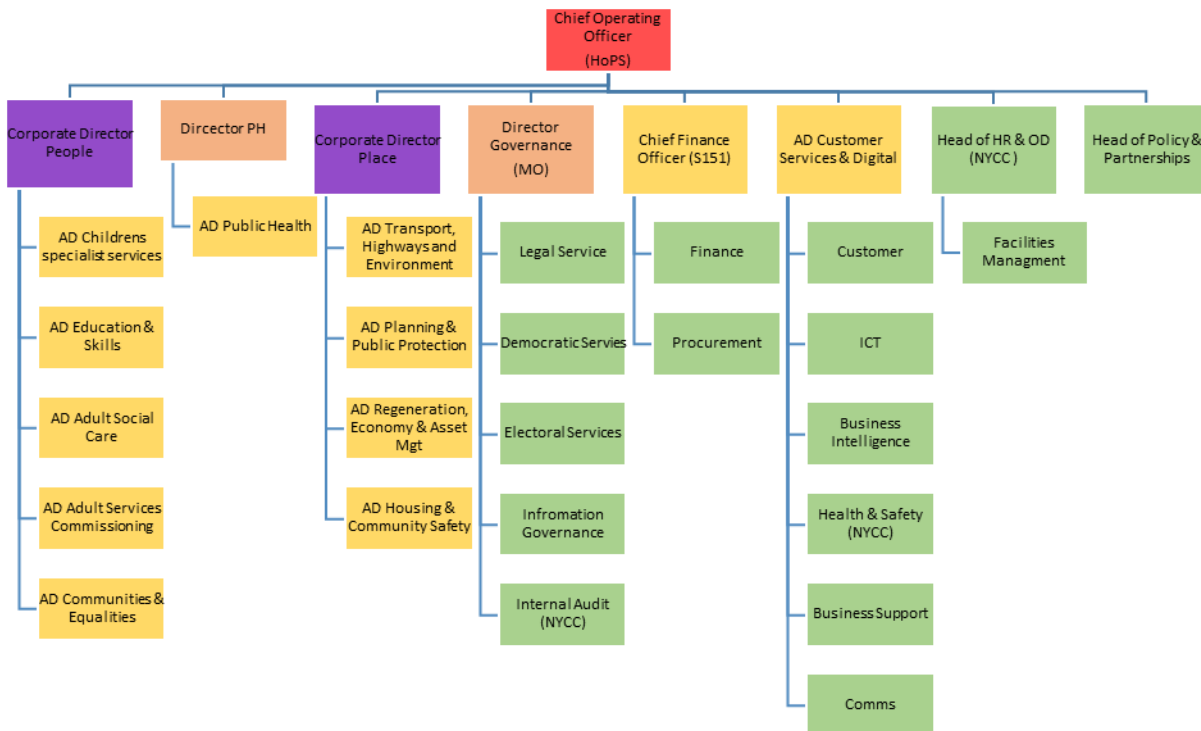 Chief Operating
Officer
(HoPS)
Corporate Director
People
Dircector PH
Corporate Director
Place
Director
Governance
(MO)
Chief Finance
Officer (S151)
AD Customer
Services & Digital
Head of HR & OD
(NYCC )
Head of Policy &
Partnerships
AD Childrens
specialist services
AD Education &
Skills
AD Adult Social
Care
AD Adult Services
Commissioning
AD Communities &
Equalities
AD Public Health
AD Transport,
Highways and
Environment
AD Planning &
Public Protection
AD Regeneration,
Economy & Asset
Mgt
AD Housing &
Community Safety
Legal Service
Democratic Servies
Electoral Services
Infromation
Governance
Internal Audit
(NYCC)
Finance
Procurement
Customer
ICT
Business
Intelligence
Health & Safety
(NYCC)
Business Support
Comms
Facilities
Managment